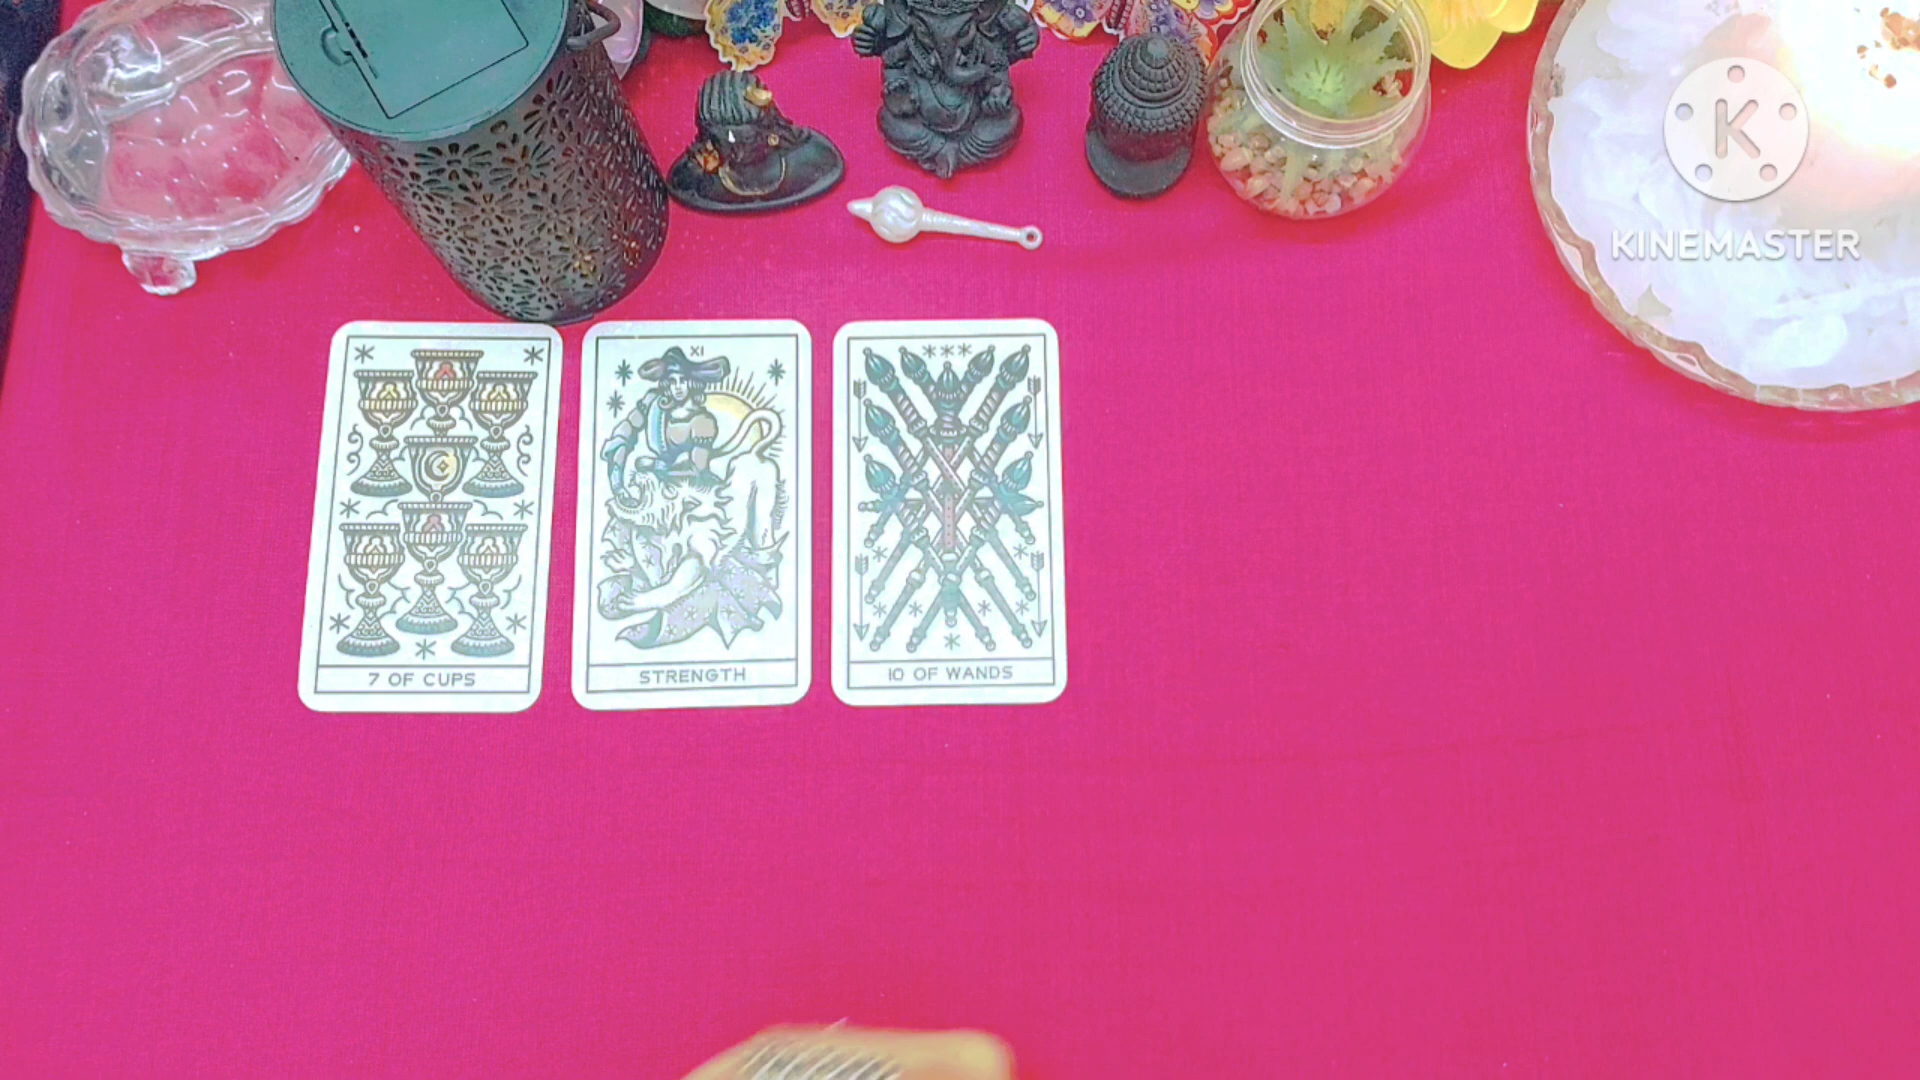 K
KINEMASTER
XI
7 OF CUPS
STRENGTH
10 OF WANDS